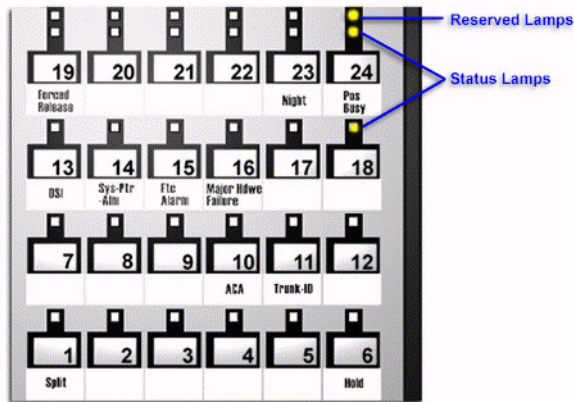 Reserved Lamps
19 20 21 22 23 24
Status Lamps
Forced Release Night Pos Busy
13 14 15 16 17 18
DSI Sys-Ptr -Alm Ftc Alarm Major Hdwe Failure
7 8 9 10 11 12
ACA Trunk-ID
1 2 3 4 5 6
Split Hold